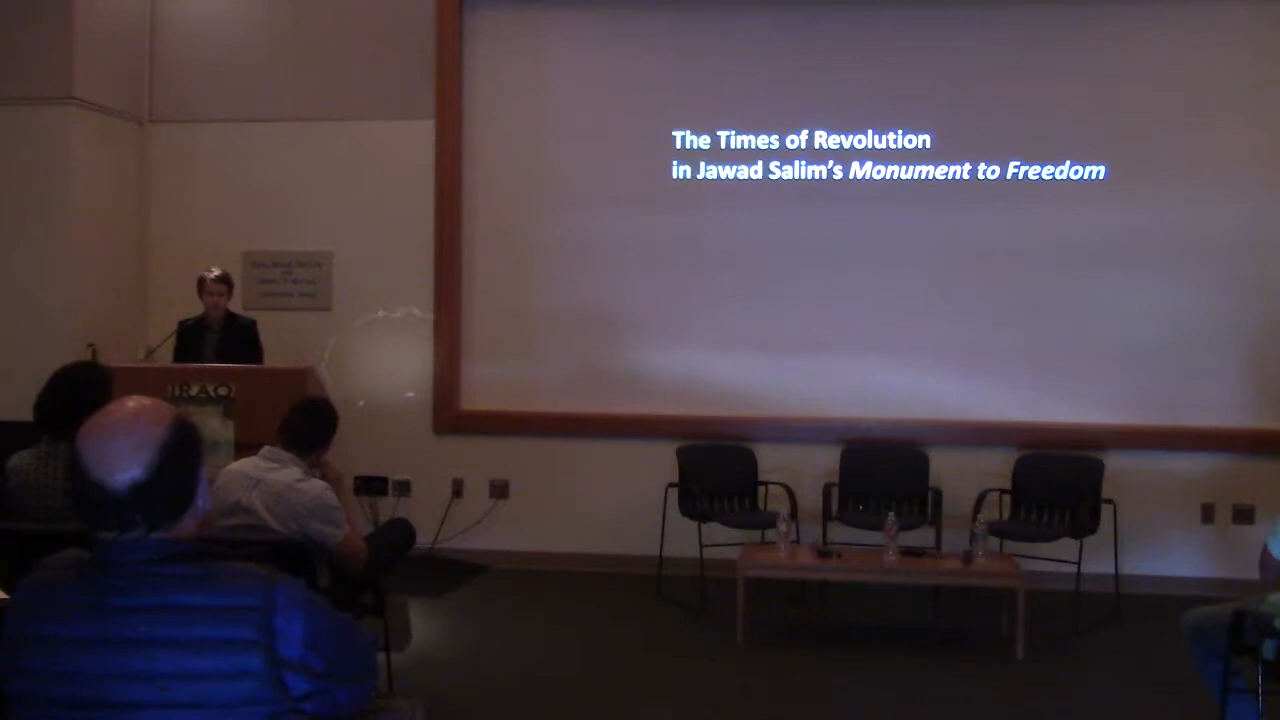 The Times of Revolution
in Jawad Salim's Monument to Freedom
IRAQ